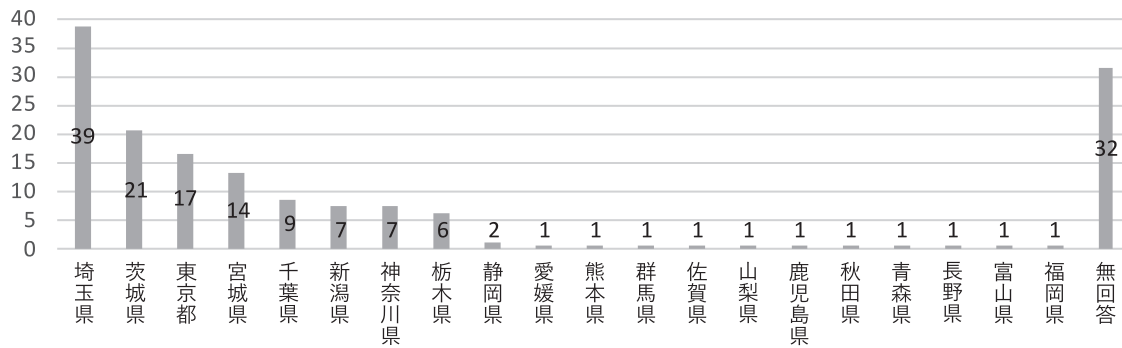 40
35
30
25
20
15
10
5
0
39
21
17
14
9
7
7
6
2
1
1
1
1
1
1
1
1
1
1
1
32
埼玉県
茨城県
東京都
宮城県
千葉県
新潟県
神奈川県
栃木県
静岡県
愛媛県
熊本県
群馬県
佐賀県
山梨県
鹿児島県
秋田県
青森県
長野県
富山県
福岡県
無回答